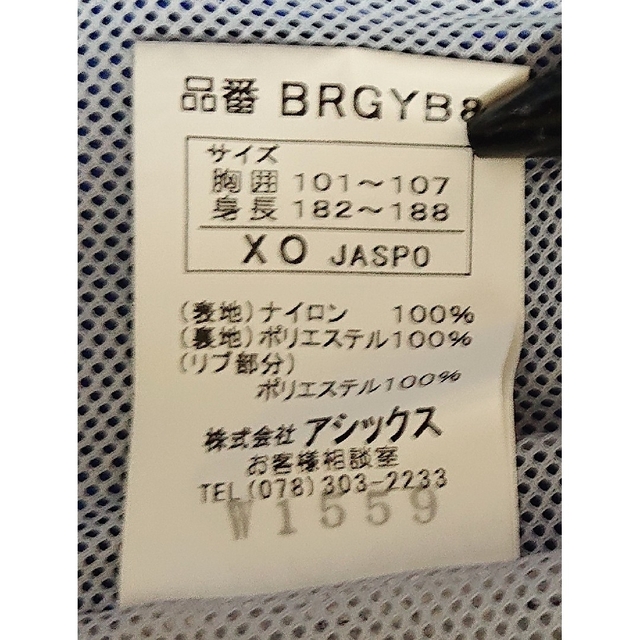 品番 BRGYB8
サイズ
胸囲 101〜107
身長 182〜188
XO JASPO
(表地)ナイロン 100%
(裏地)ポリエステル100%
(リブ部分)
ポリエステル100%
株式会社 アシックス
お客様相談室
TEL(078)303-2233
W1559